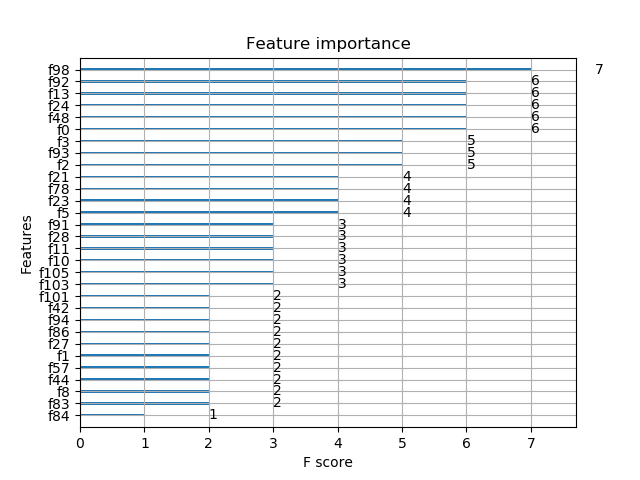 Feature importance
f98 7
f92 6
f13 6
f24 6
f48 6
f0 6
f3 5
f93 5
f2 5
f21 4
f78 4
f23 4
f5 4
f91 3
f28 3
f11 3
f10 3
f105 3
f103 3
f101 2
f42 2
f94 2
f86 2
f27 2
f1 2
f57 2
f44 2
f8 2
f83 2
f84 1
Features
0 1 2 3 4 5 6 7
F score